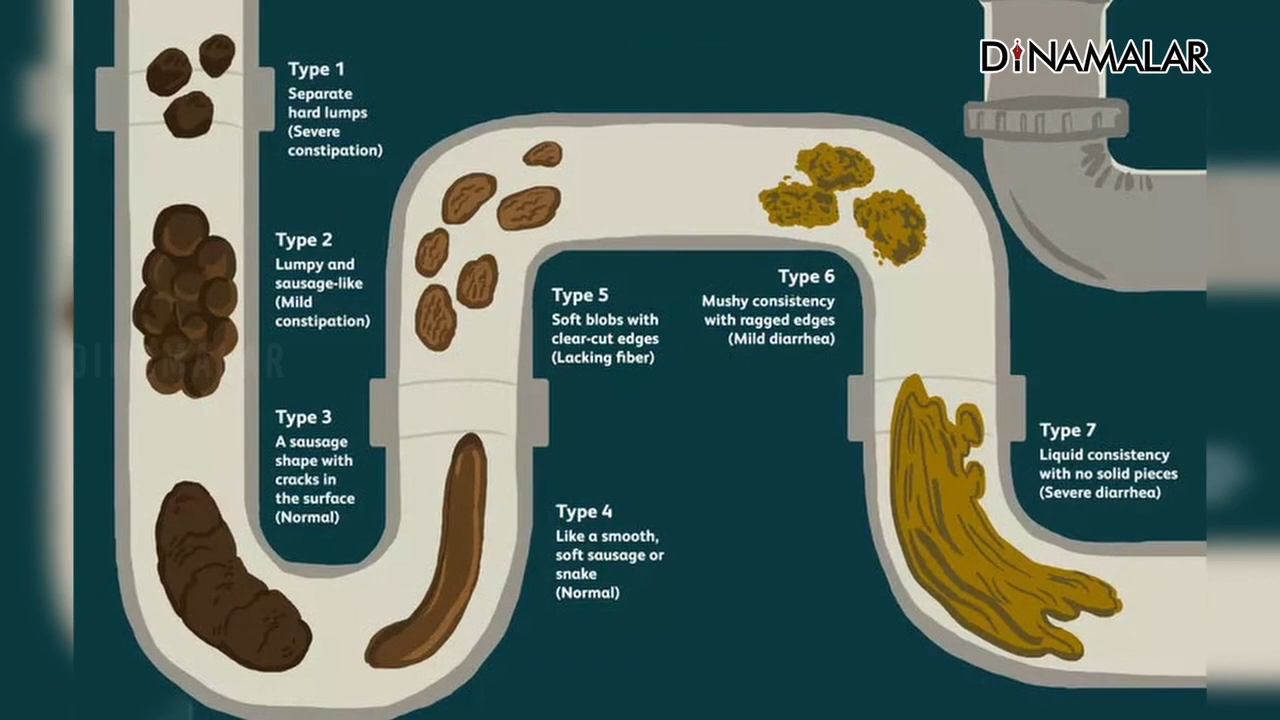 DINAMALAR
Type 1
Separate
hard lumps
(Severe
constipation)
Type 2
Lumpy and
sausage-like
(Mild
constipation)
Type 3
A sausage
shape with
cracks in
the surface
(Normal)
Type 4
Like a smooth,
soft sausage or
snake
(Normal)
Type 5
Soft blobs with
clear-cut edges
(Lacking fiber)
Type 6
Mushy consistency
with ragged edges
(Mild diarrhea)
Type 7
Liquid consistency
with no solid pieces
(Severe diarrhea)
DINAMALAR